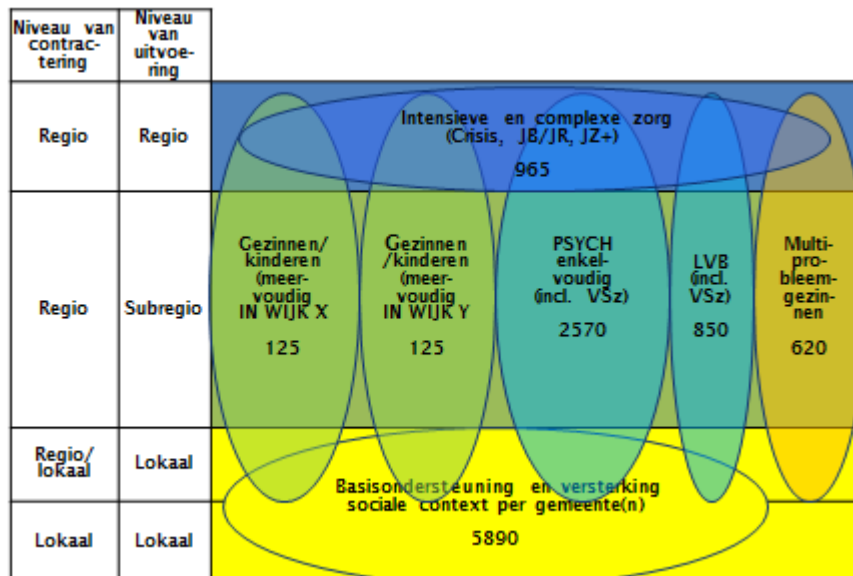 Niveau van
contrac-
tering
Niveau
van
uitvoe-
ring
Regio
Regio
Intensieve en complexe zorg
(Crisis, JB/JR, JZ+)
965
Regio
Subregio
Gezinnen/
kinderen
(meer-
voudig
IN WIJK X
125
Gezinnen
/kinderen
(meer-
voudig
IN WIJK Y
125
PSYCH
enkel-
voudig
(incl. VSz)
2570
LVB
(incl.
VSz)
850
Multi-
pro-
bleem-
gezin-
nen
620
Regio/
lokaal
Lokaal
Basisondersteuning en versterking
sociale context per gemeente(n)
5890
Lokaal
Lokaal